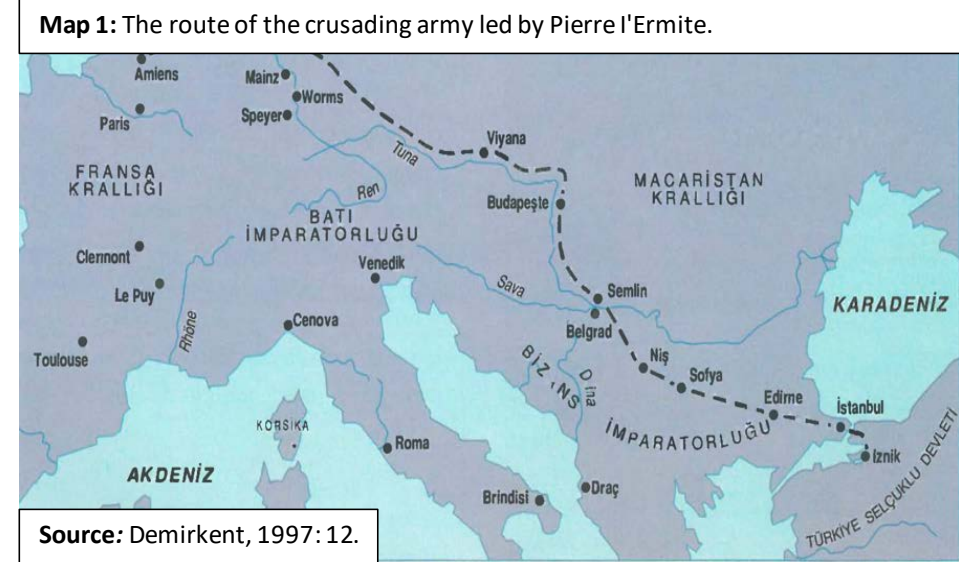 Map 1: The route of the crusading army led by Pierre I'Ermite.
Amiens
Mainz
Worms
Paris
Speyer
Viyana
Tuna
FRANSA
KRALLIĞI
Ren
MACARİSTAN
KRALLIĞI
Budapeşte
BATI
İMPARATORLUĞU
Clermont
Venedik
Le Puy
Sava
Semlin
KARADENİZ
Rhöne
Cenova
Belgrad
Toulouse
Niş
BİZANS
Drina
Sofya
Edirne
İstanbul
KORSİKA
İMPARATORLUĞU
Roma
İznik
AKDENİZ
Brindisi
Draç
TÜRKİYE SELÇUKLU DEVLETİ
Source: Demirkent, 1997: 12.